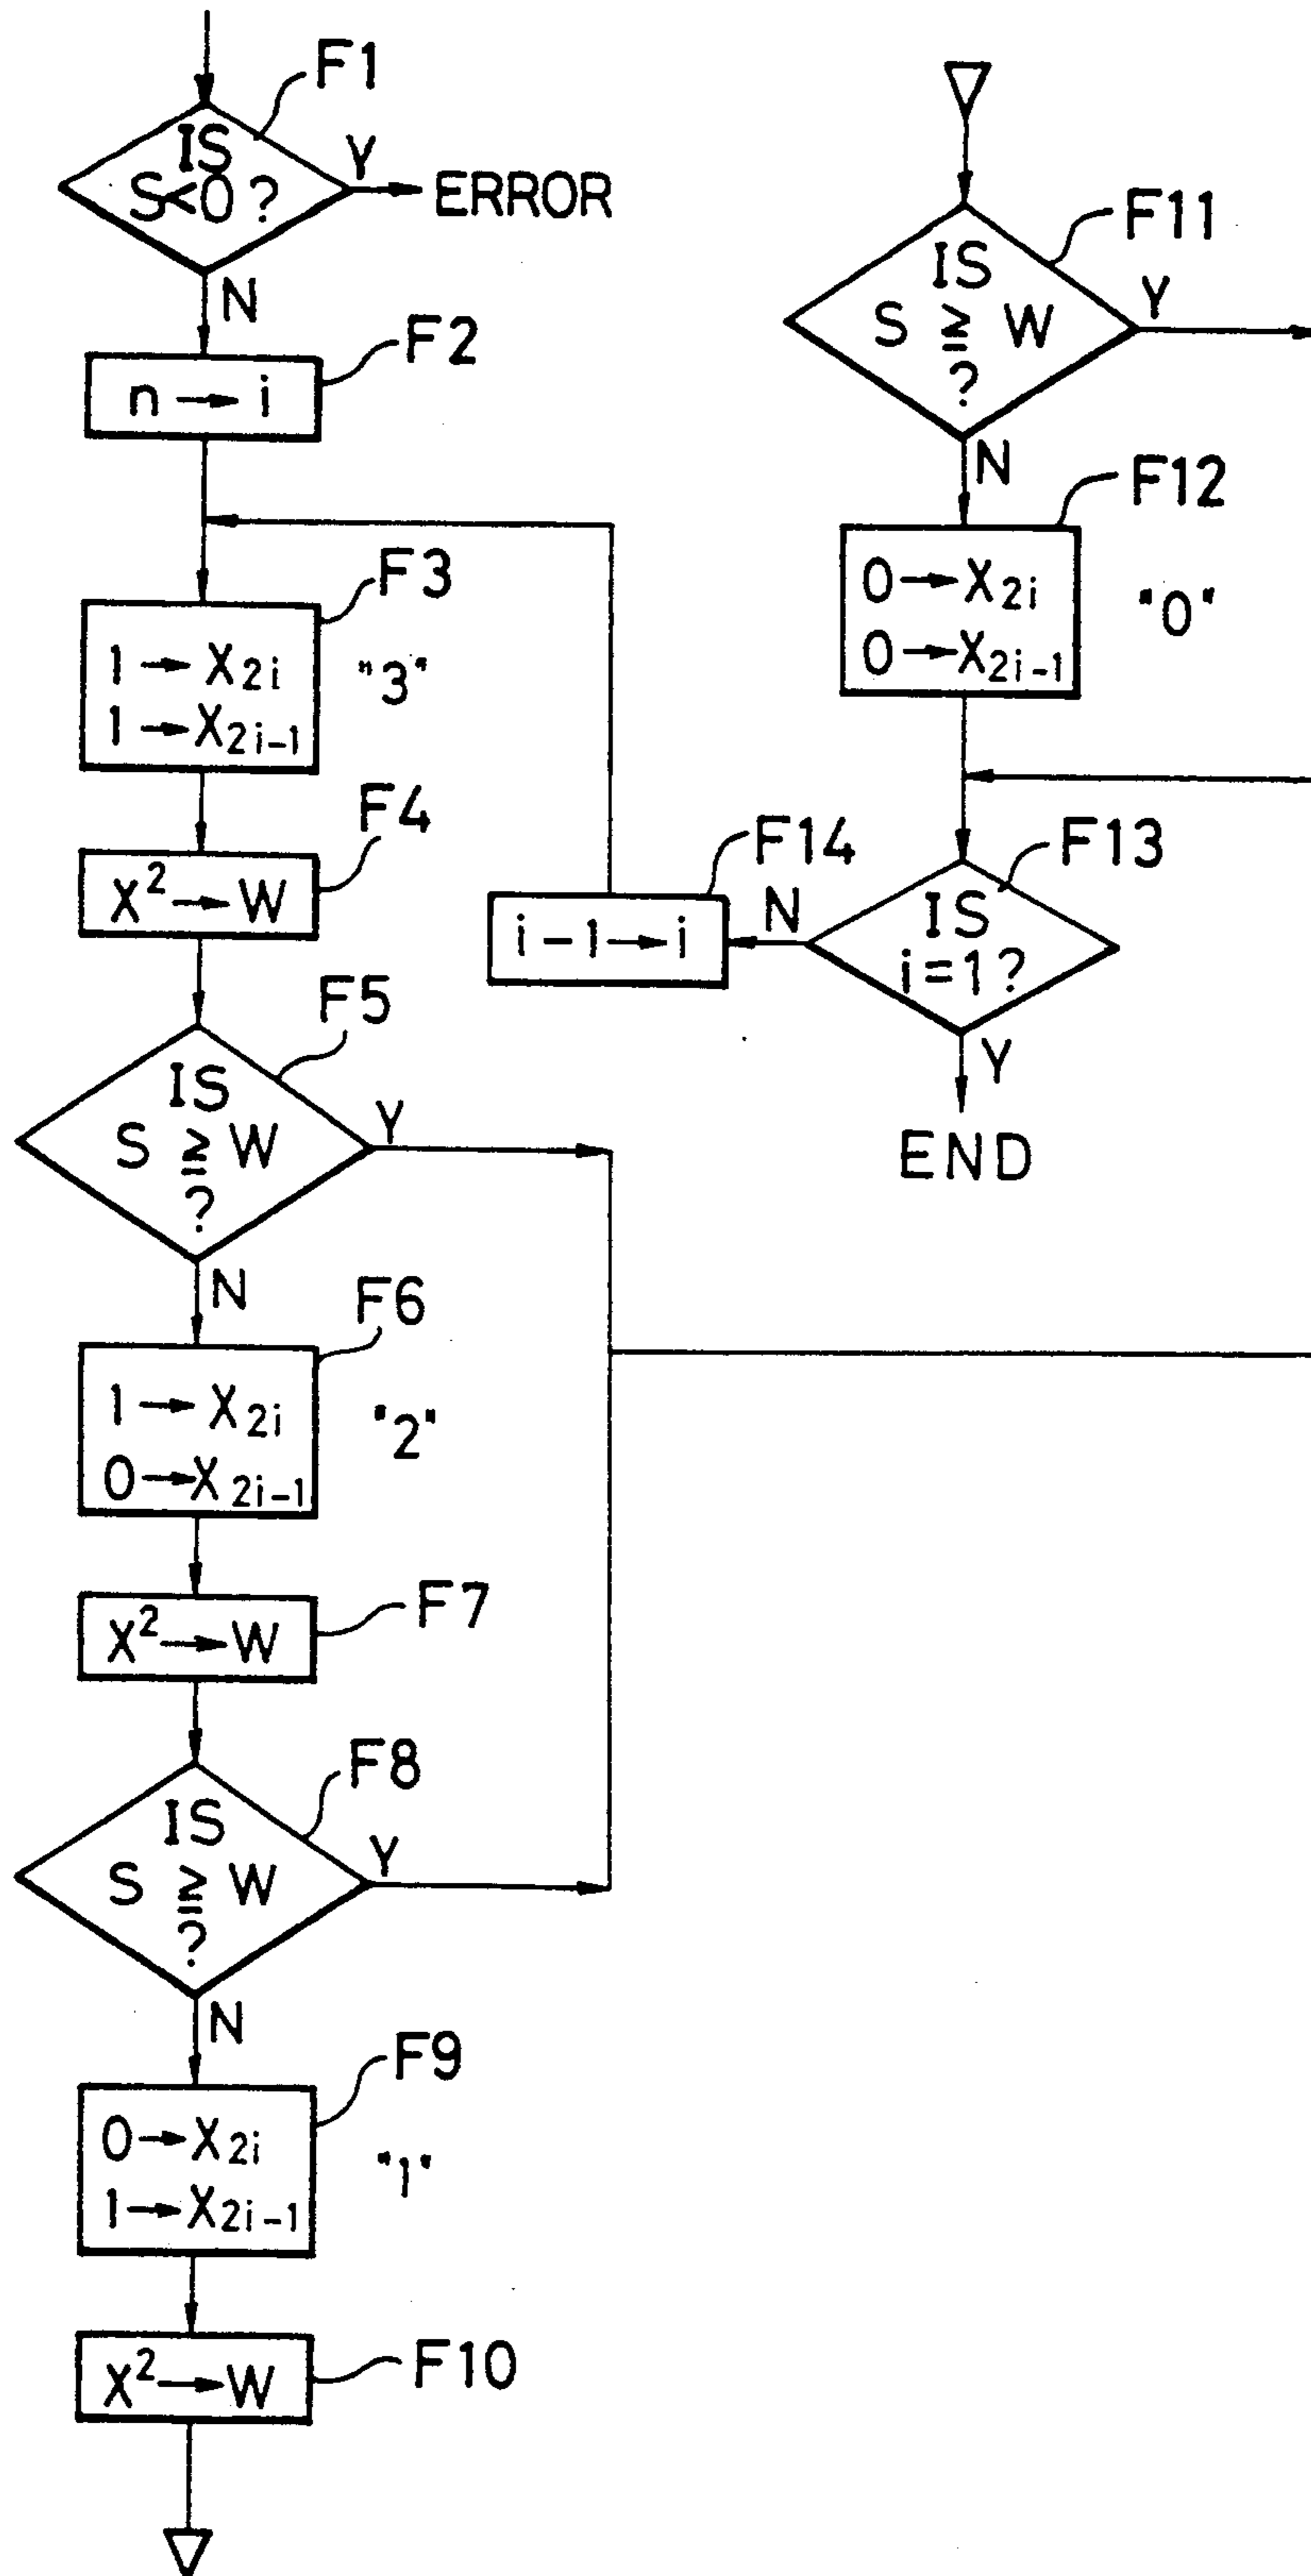 F1
IS
S<0?
Y
ERROR
N
F2
n → i
F3
1 → X2i
1 → X2i-1
"3"
F4
X² → W
F5
IS
S ≧ W
?
Y
N
F6
1 → X2i
0 → X2i-1
"2"
F7
X² → W
F8
IS
S ≧ W
?
Y
N
F9
0 → X2i
1 → X2i-1
"1"
F10
X² → W
F11
IS
S ≧ W
?
Y
N
F12
0 → X2i
0 → X2i-1
"0"
F13
IS
i=1?
N
F14
i-1 → i
Y
END